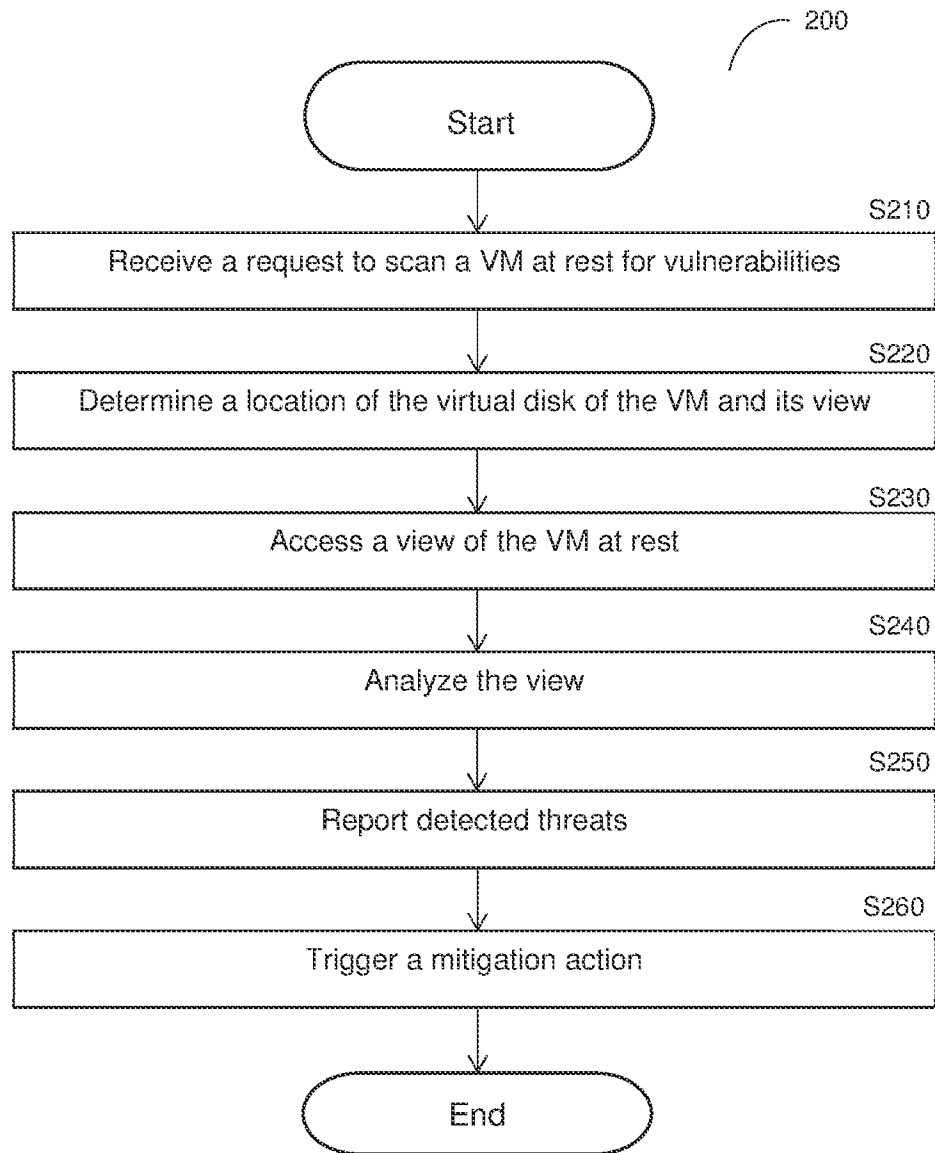 200
Start
S210
Receive a request to scan a VM at rest for vulnerabilities
S220
Determine a location of the virtual disk of the VM and its view
S230
Access a view of the VM at rest
S240
Analyze the view
S250
Report detected threats
S260
Trigger a mitigation action
End